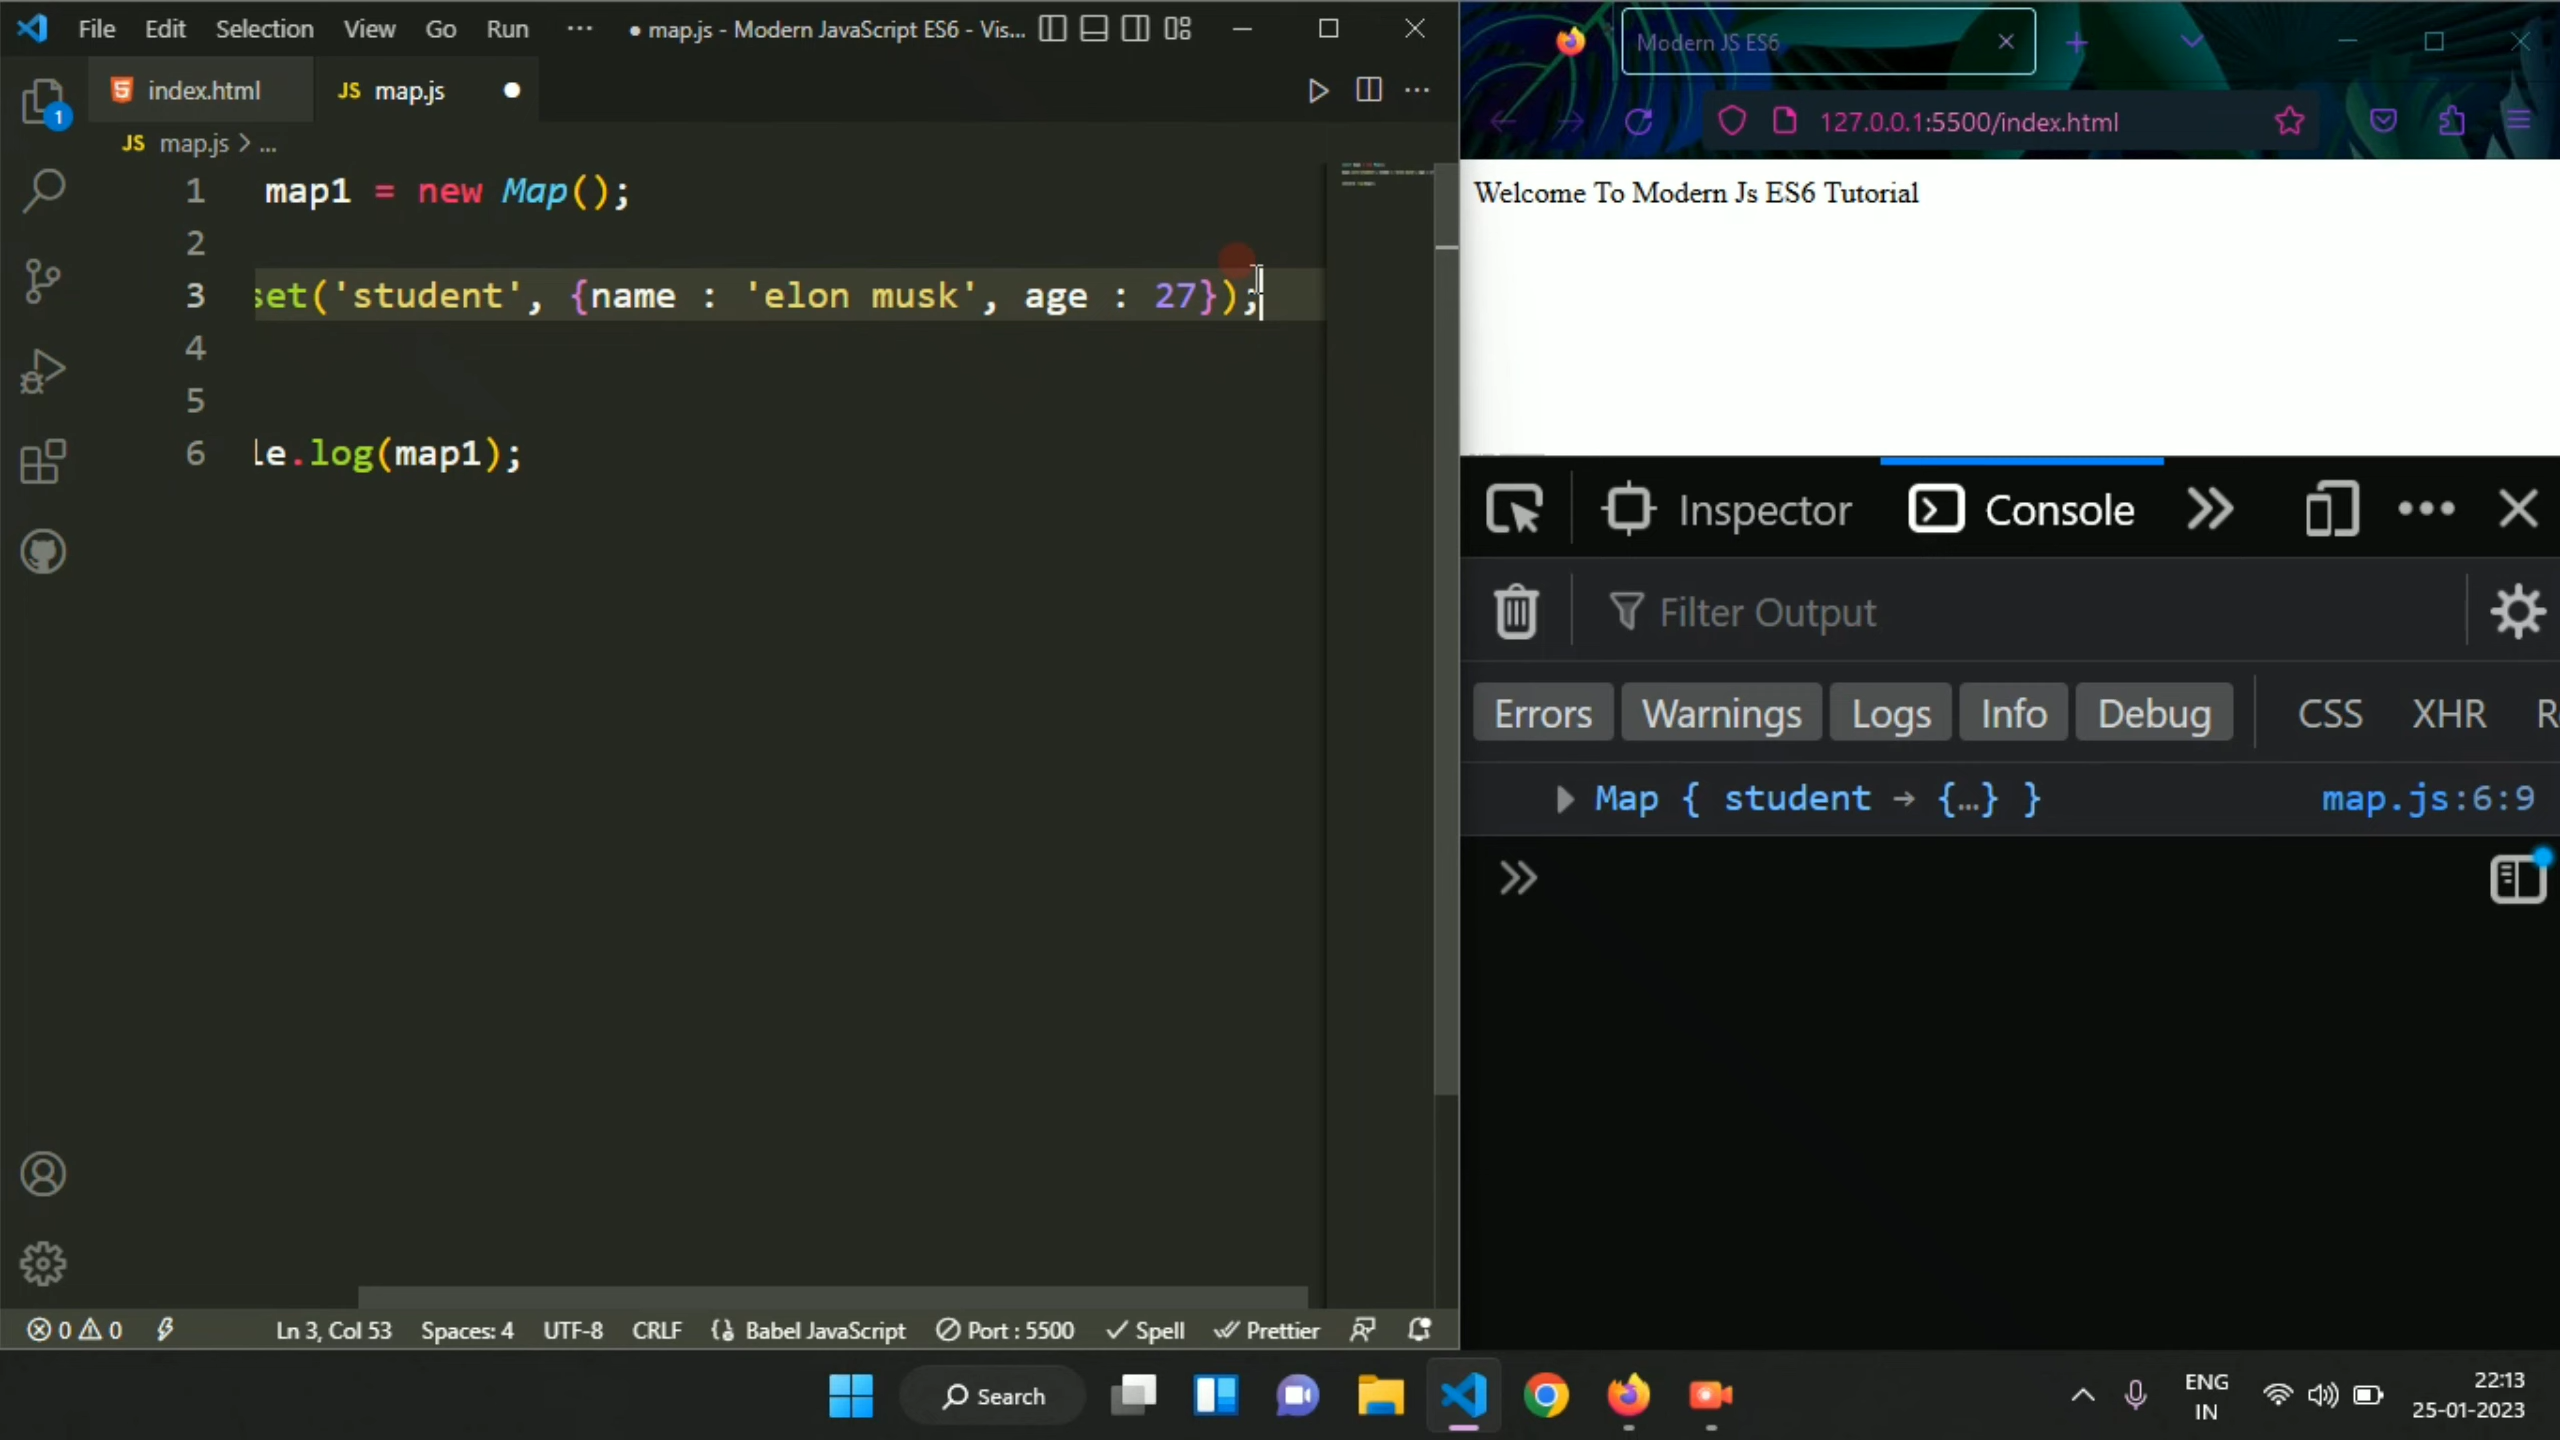 File Edit Selection View Go Run ··· ● map.js - Modern JavaScript ES6 - Vis...
index.html
JS map.js
1
JS map.js > ...
1 map1 = new Map();
2
3 set('student', {name : 'elon musk', age : 27});
4
5
6 le.log(map1);
0 0
Ln 3, Col 53
Spaces: 4
UTF-8
CRLF
Babel JavaScript
Port : 5500
Spell
Prettier
Modern JS ES6
127.0.0.1:5500/index.html
Welcome To Modern Js ES6 Tutorial
Inspector
Console
Filter Output
Errors Warnings Logs Info Debug CSS XHR
Map { student → {…} } map.js:6:9
Search
ENG
IN
22:13
25-01-2023